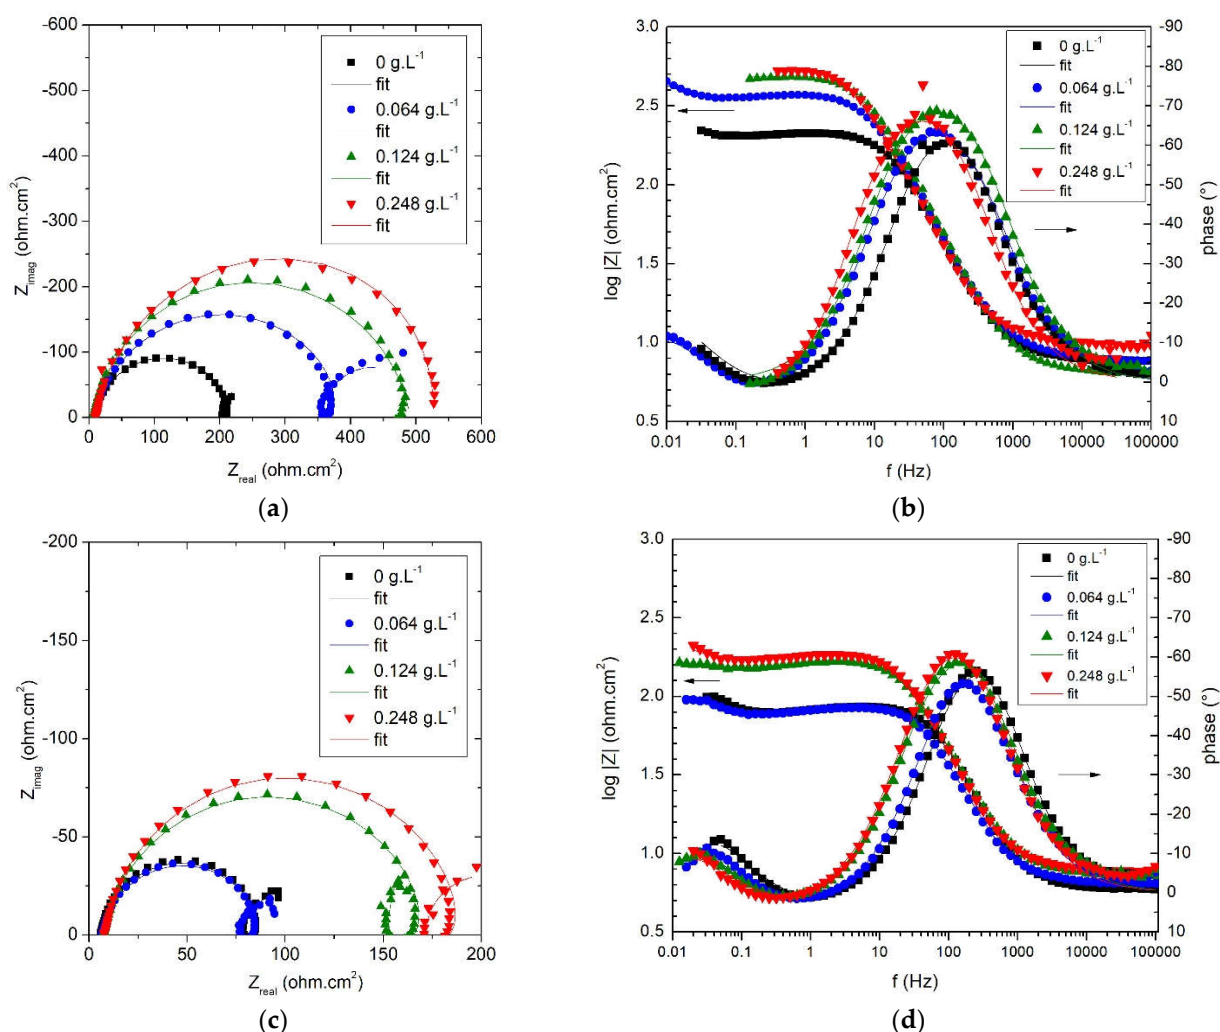 -600
-500
-400
-300
-200
-100
0
0 100 200 300 400 500 600
Z_imag (ohm.cm²)
Z_real (ohm.cm²)
0 g.L⁻¹
fit
0.064 g.L⁻¹
fit
0.124 g.L⁻¹
fit
0.248 g.L⁻¹
fit
(a)
3.0
2.5
2.0
1.5
1.0
0.5
log |Z| (ohm.cm²)
0.01 0.1 1 10 100 1000 10000 100000
f (Hz)
-90
-80
-70
-60
-50
-40
-30
-20
-10
0
10
phase (°)
0 g.L⁻¹
fit
0.064 g.L⁻¹
fit
0.124 g.L⁻¹
fit
0.248 g.L⁻¹
fit
(b)
-200
-150
-100
-50
0
0 50 100 150 200
Z_imag (ohm.cm²)
Z_real (ohm.cm²)
0 g.L⁻¹
fit
0.064 g.L⁻¹
fit
0.124 g.L⁻¹
fit
0.248 g.L⁻¹
fit
(c)
3.0
2.5
2.0
1.5
1.0
0.5
log |Z| (ohm.cm²)
0.01 0.1 1 10 100 1000 10000 100000
f (Hz)
-90
-80
-70
-60
-50
-40
-30
-20
-10
0
10
phase (°)
0 g.L⁻¹
fit
0.064 g.L⁻¹
fit
0.124 g.L⁻¹
fit
0.248 g.L⁻¹
fit
(d)